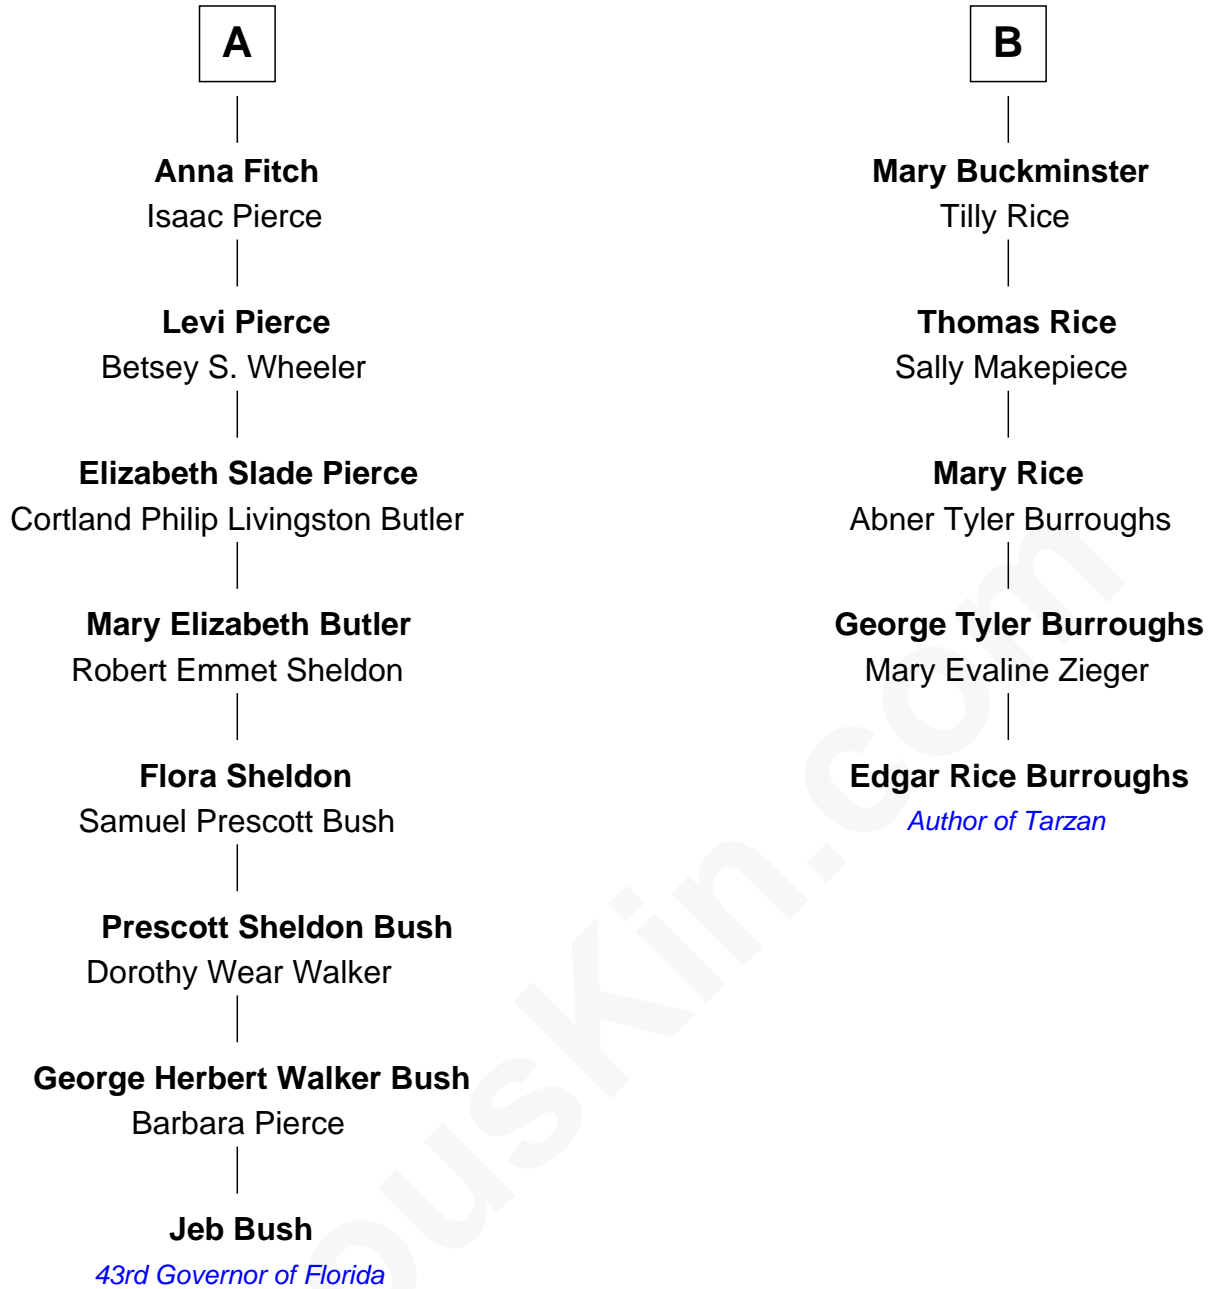 A
Anna Fitch
Isaac Pierce
Levi Pierce
Betsey S. Wheeler
Elizabeth Slade Pierce
Cortland Philip Livingston Butler
Mary Elizabeth Butler
Robert Emmet Sheldon
Flora Sheldon
Samuel Prescott Bush
Prescott Sheldon Bush
Dorothy Wear Walker
George Herbert Walker Bush
Barbara Pierce
Jeb Bush
43rd Governor of Florida
B
Mary Buckminster
Tilly Rice
Thomas Rice
Sally Makepiece
Mary Rice
Abner Tyler Burroughs
George Tyler Burroughs
Mary Evaline Zieger
Edgar Rice Burroughs
Author of Tarzan
ousKin.com